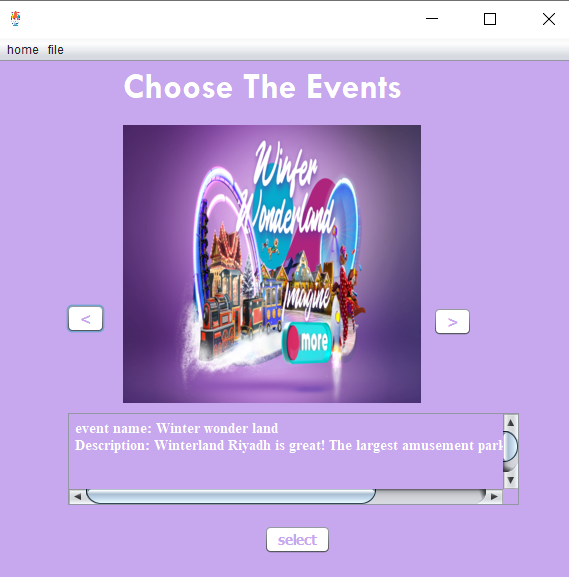 home file
Choose The Events
Winter
Wonderland
Imagine
more
<
>
event name: Winter wonder land
Description: Winterland Riyadh is great! The largest amusement park
select